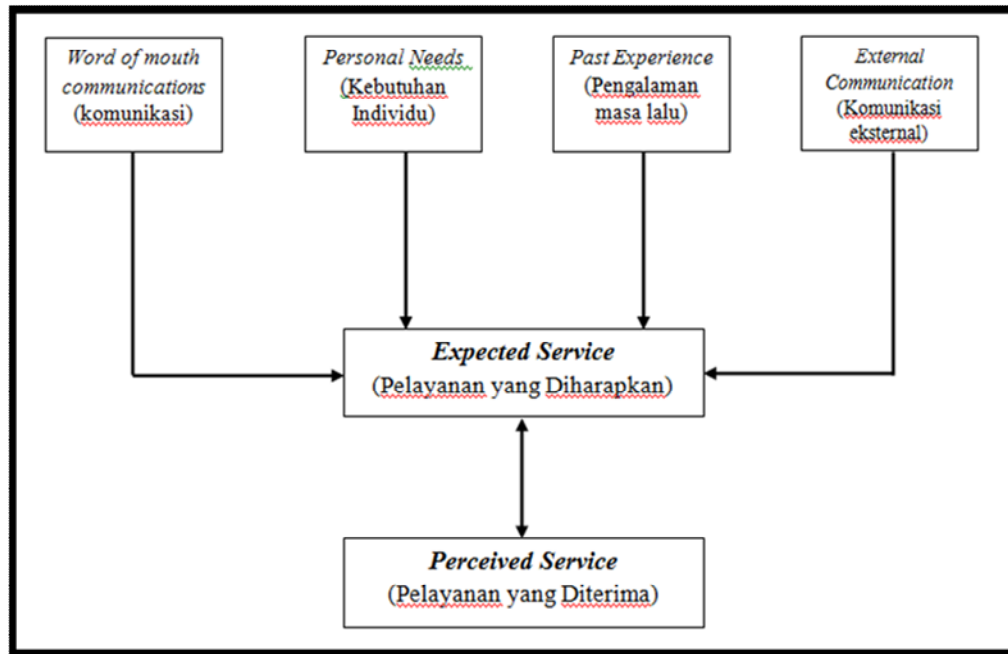 Word of mouth
communications
(komunikasi)
Personal Needs
(Kebutuhan
Individu)
Past Experience
(Pengalaman
masa lalu)
External
Communication
(Komunikasi
eksternal)
Expected Service
(Pelayanan yang Diharapkan)
Perceived Service
(Pelayanan yang Diterima)